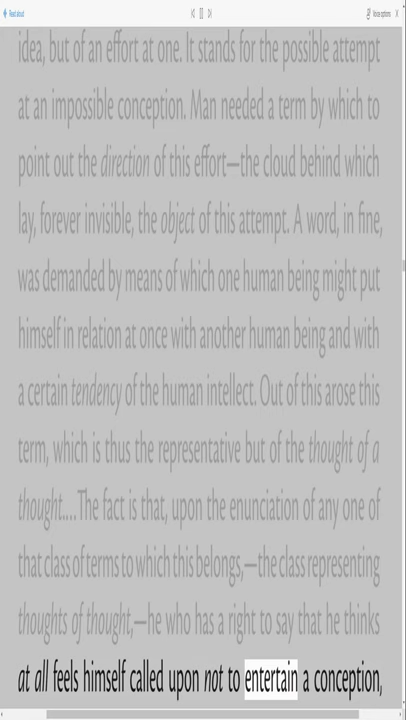 Read aloud
Voice options
idea, but of an effort at one. It stands for the possible attempt
at an impossible conception. Man needed a term by which to
point out the direction of this effort—the cloud behind which
lay, forever invisible, the object of this attempt. A word, in fine,
was demanded by means of which one human being might put
himself in relation at once with another human being and with
a certain tendency of the human intellect. Out of this arose this
term, which is thus the representative but of the thought of a
thought....The fact is that, upon the enunciation of any one of
that class of terms to which this belongs,—the class representing
thoughts of thought,—he who has a right to say that he thinks
at all feels himself called upon not to entertain a conception,